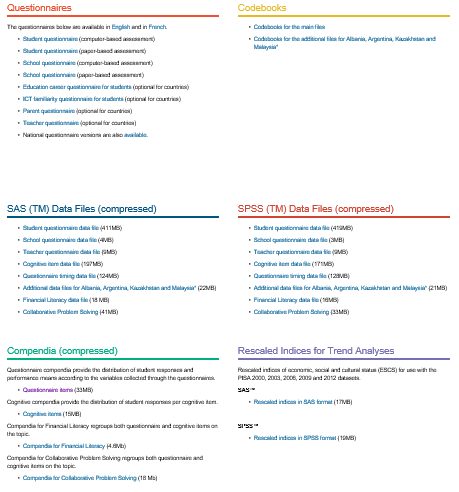 Questionnaires
The questionnaires below are available in English and in French.
• Student questionnaire (computer-based assessment)
• Student questionnaire (paper-based assessment)
• School questionnaire (computer-based assessment)
• School questionnaire (paper-based assessment)
• Education career questionnaire for students (optional for countries)
• ICT familiarity questionnaire for students (optional for countries)
• Parent questionnaire (optional for countries)
• Teacher questionnaire (optional for countries)
• National questionnaire versions are also available.
Codebooks
• Codebooks for the main files
• Codebooks for the additional files for Albania, Argentina, Kazakhstan and
Malaysia*
SAS (TM) Data Files (compressed)
• Student questionnaire data file (411MB)
• School questionnaire data file (4MB)
• Teacher questionnaire data file (9MB)
• Cognitive item data file (197MB)
• Questionnaire timing data file (124MB)
• Additional data files for Albania, Argentina, Kazakhstan and Malaysia* (22MB)
• Financial Literacy data file (18 MB)
• Collaborative Problem Solving (41MB)
SPSS (TM) Data Files (compressed)
• Student questionnaire data file (419MB)
• School questionnaire data file (3MB)
• Teacher questionnaire data file (9MB)
• Cognitive item data file (171MB)
• Questionnaire timing data file (128MB)
• Additional data files for Albania, Argentina, Kazakhstan and Malaysia* (21MB)
• Financial Literacy data file (16MB)
• Collaborative Problem Solving (33MB)
Compendia (compressed)
Questionnaire compendia provide the distribution of student responses and
performance means according to the variables collected through the questionnaires.
• Questionnaire items (33MB)
Cognitive compendia provide the distribution of student responses per cognitive item.
• Cognitive items (15MB)
Compendia for Financial Literacy regroups both questionnaire and cognitive items on
the topic.
• Compendia for Financial Literacy (4.6Mb)
Compendia for Collaborative Problem Solving regroups both questionnaire and
cognitive items on the topic.
• Compendia for Collaborative Problem Solving (18 Mb)
Rescaled Indices for Trend Analyses
Rescaled indices of economic, social and cultural status (ESCS) for use with the
PISA 2000, 2003, 2006, 2009 and 2012 datasets.
SAS™
• Rescaled indices in SAS format (17MB)
SPSS™
• Rescaled indices in SPSS format (19MB)